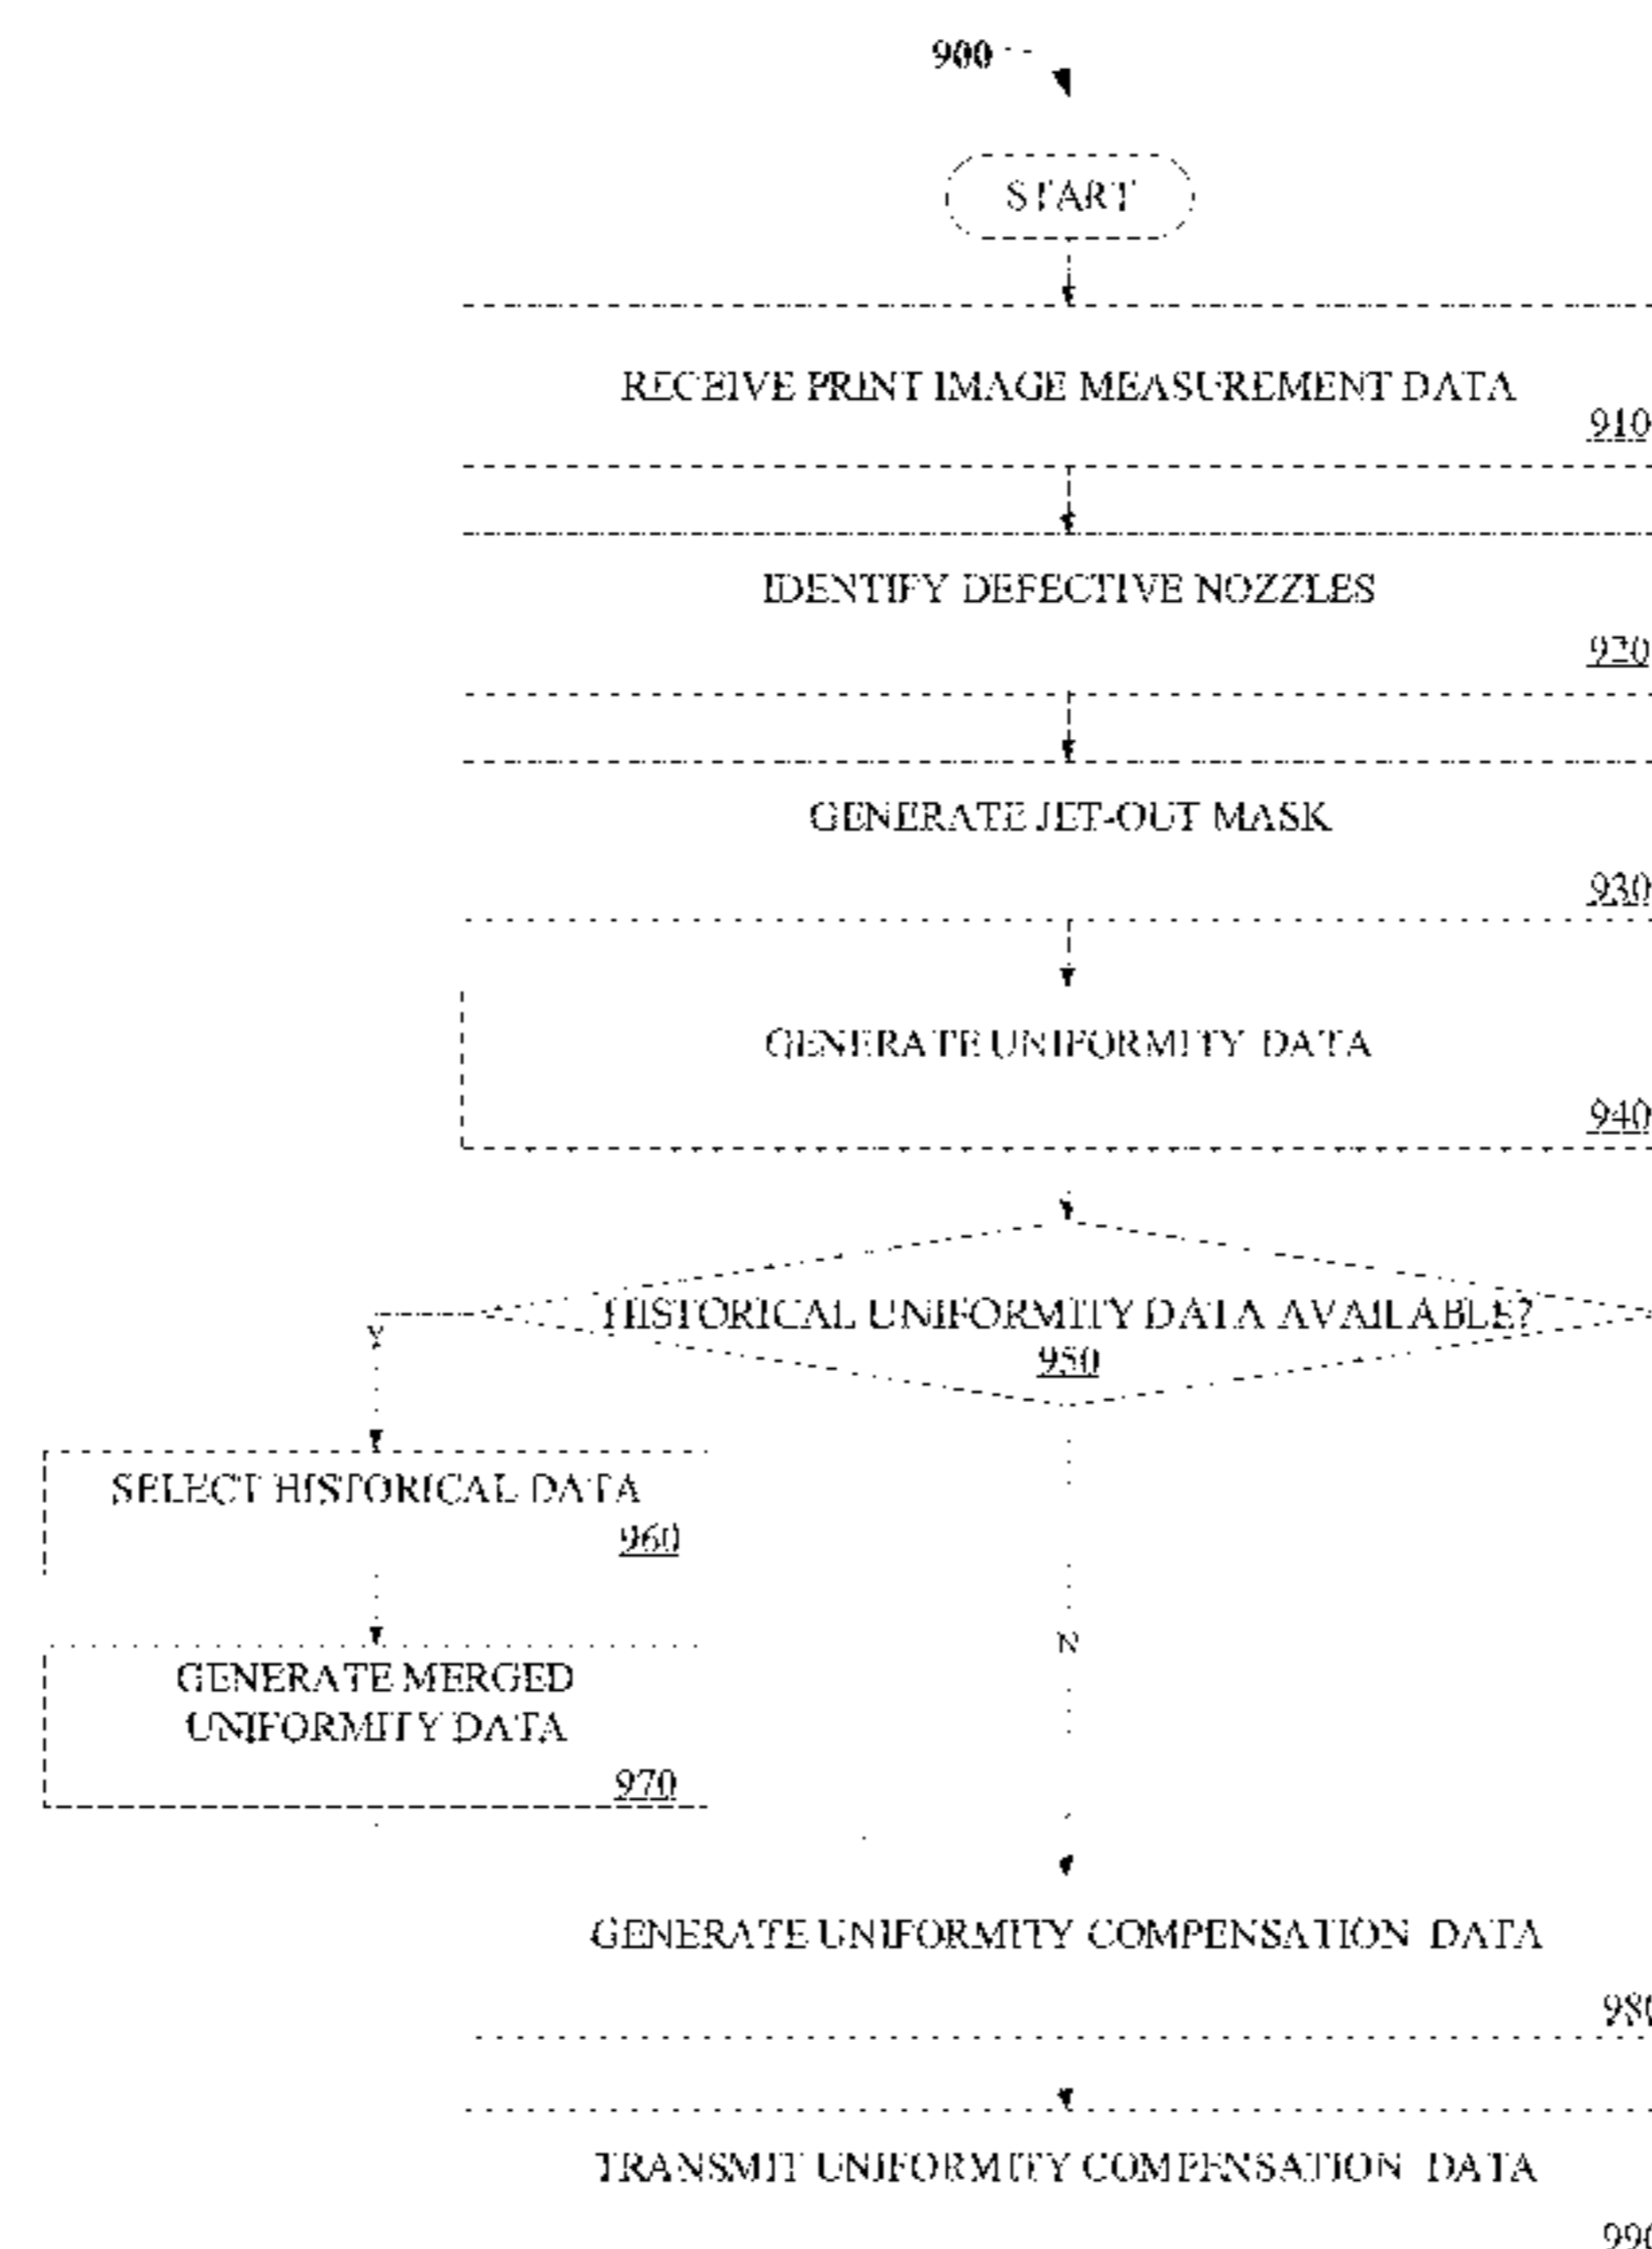 900
START
RECEIVE PRINT IMAGE MEASUREMENT DATA
910
IDENTIFY DEFECTIVE NOZZLES
920
GENERATE JET-OUT MASK
930
GENERATE UNIFORMITY DATA
940
HISTORICAL UNIFORMITY DATA AVAILABLE?
950
Y
SELECT HISTORICAL DATA
960
N
GENERATE MERGED
UNIFORMITY DATA
970
GENERATE UNIFORMITY COMPENSATION DATA
980
TRANSMIT UNIFORMITY COMPENSATION DATA
990